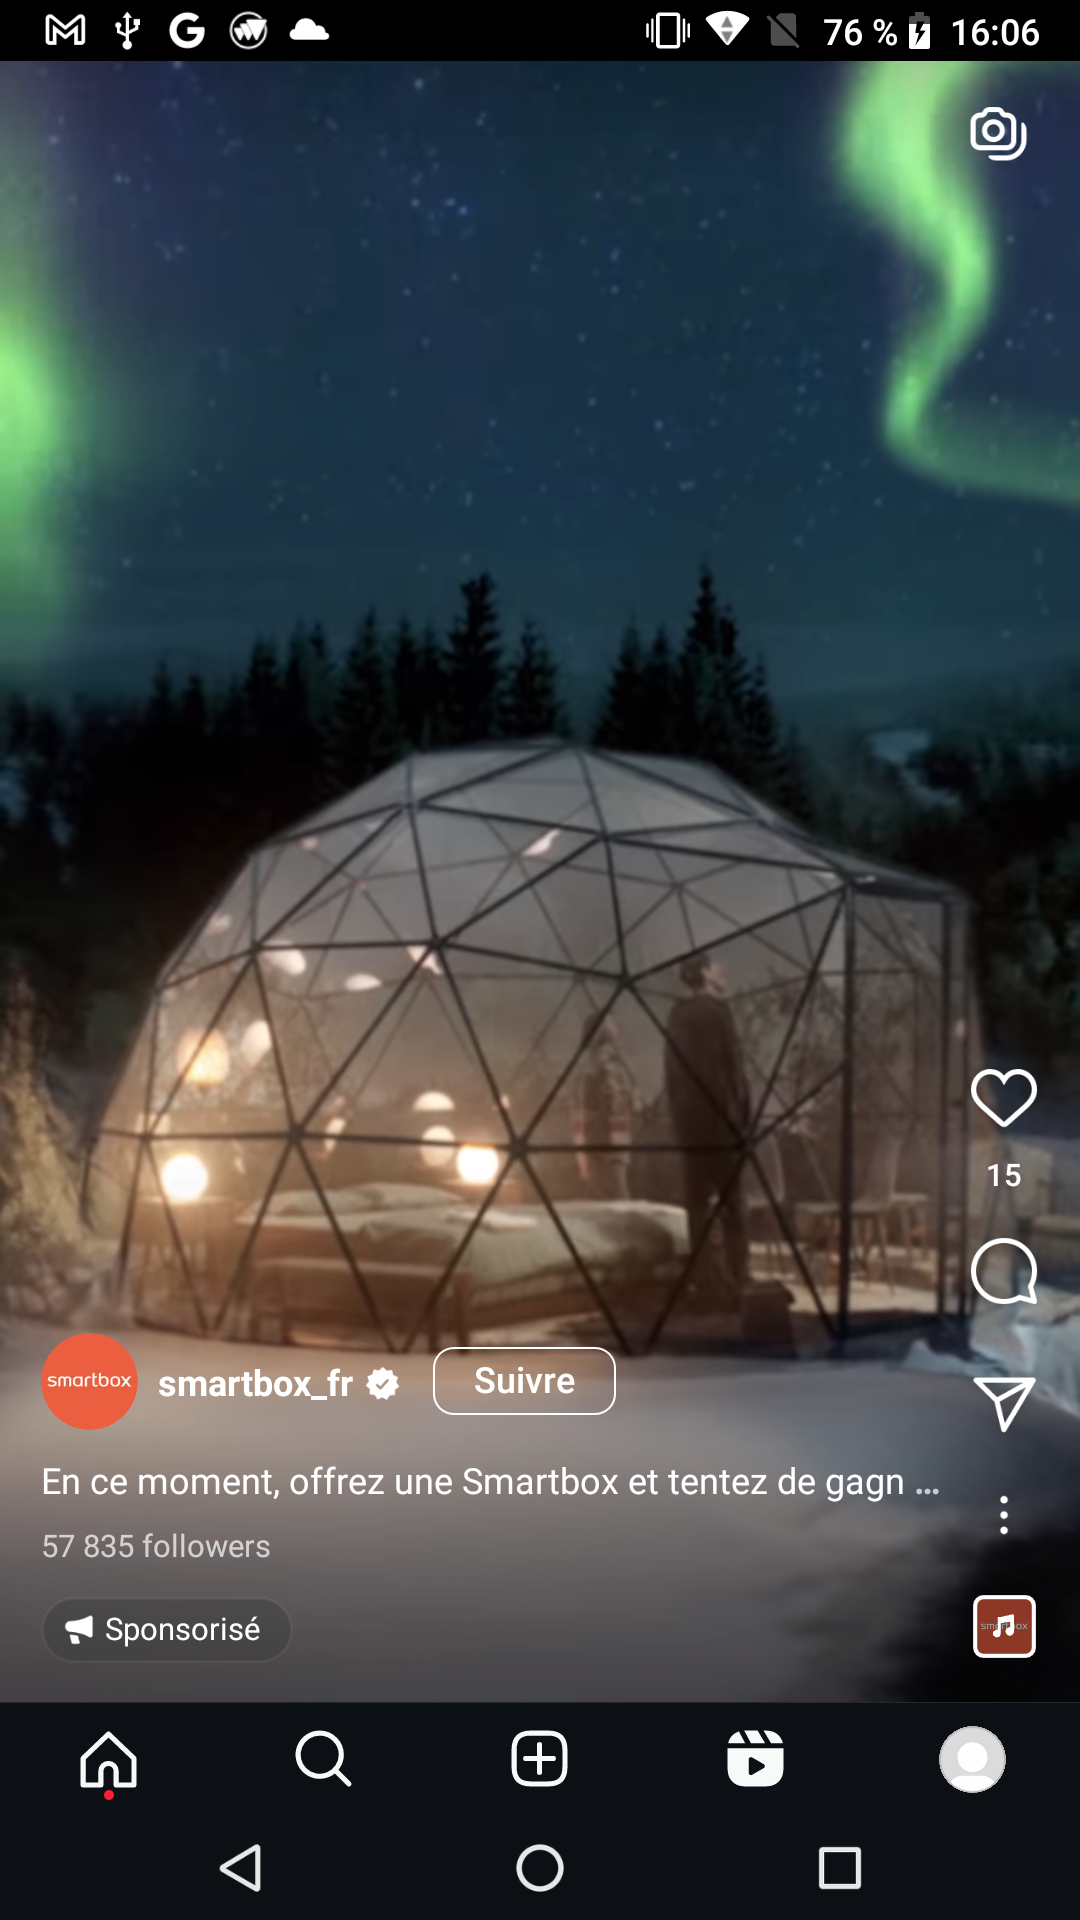 76 % 16:06
15
smartbox smartbox_fr Suivre
En ce moment, offrez une Smartbox et tentez de gagn ...
57 835 followers
Sponsorisé
smartbox